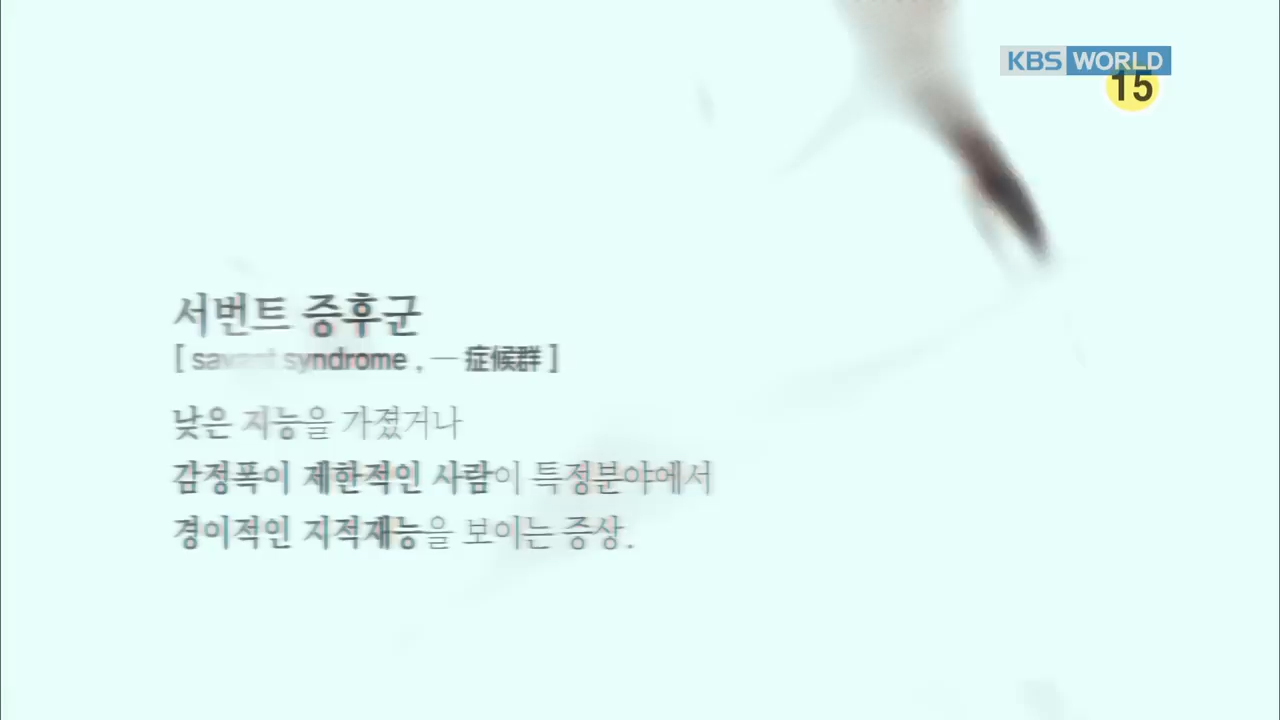 KBS WORLD
15
서번트 증후군
[ savant syndrome , ― 症候群 ]
낮은 지능을 가졌거나
감정폭이 제한적인 사람이 특정분야에서
경이적인 지적재능을 보이는 증상.